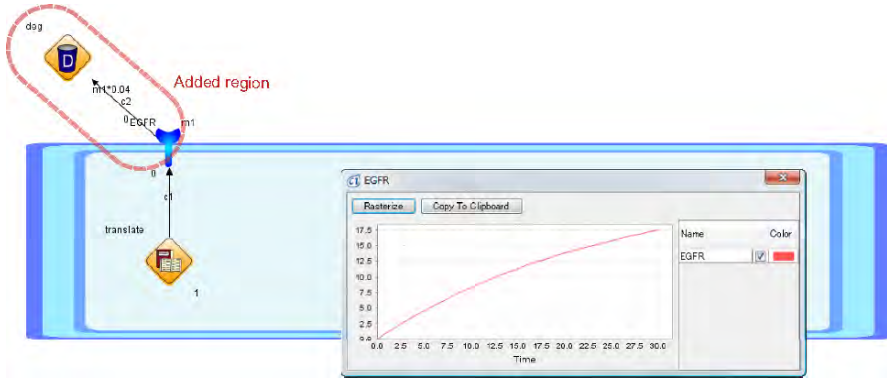 deg
D
Added region
m1*0.04
c2
0
EGFR
m1
0
c1
translate
1
EGFR
Rasterize
Copy To Clipboard
17.5
15.0
12.5
10.0
7.5
5.0
2.5
0.0 2.5 5.0 7.5 10.0 12.5 15.0 17.5 20.0 22.5 25.0 27.5 30.0
Time
Name Color
EGFR